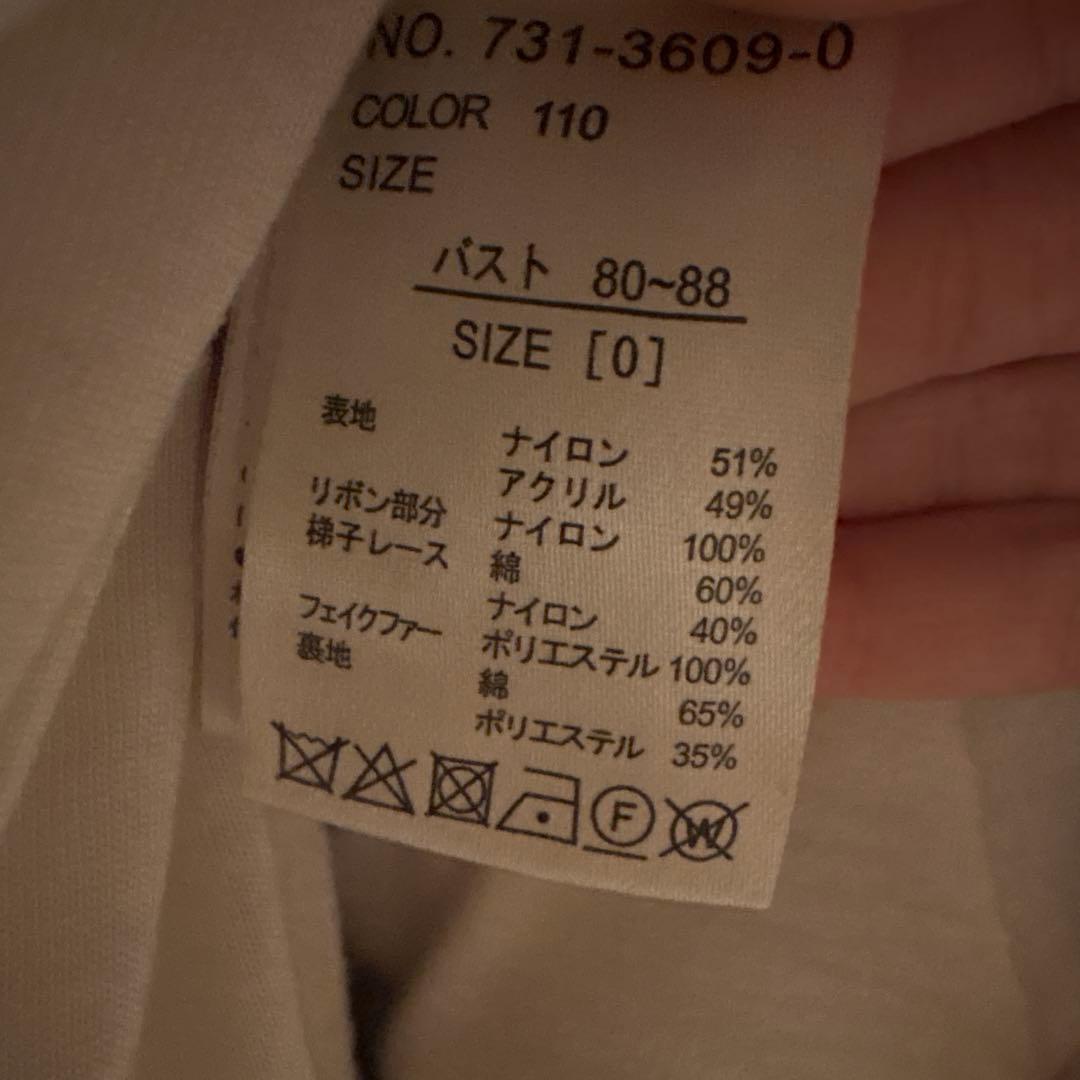 NO. 731-3609-0
COLOR 110
SIZE
バスト 80~88
SIZE [0]
表地 ナイロン 51%
アクリル 49%
リボン部分 ナイロン 100%
梯子レース 綿 60%
ナイロン 40%
フェイクファー ポリエステル 100%
裏地 綿 65%
ポリエステル 35%
F W